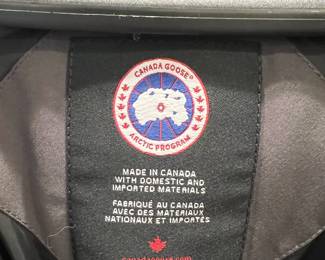 CANADA GOOSE®
ARCTIC PROGRAM
MADE IN CANADA
WITH DOMESTIC AND
IMPORTED MATERIALS
FABRIQUÉ AU CANADA
AVEC DES MATERIAUX
NATIONAUX ET IMPORTÉS